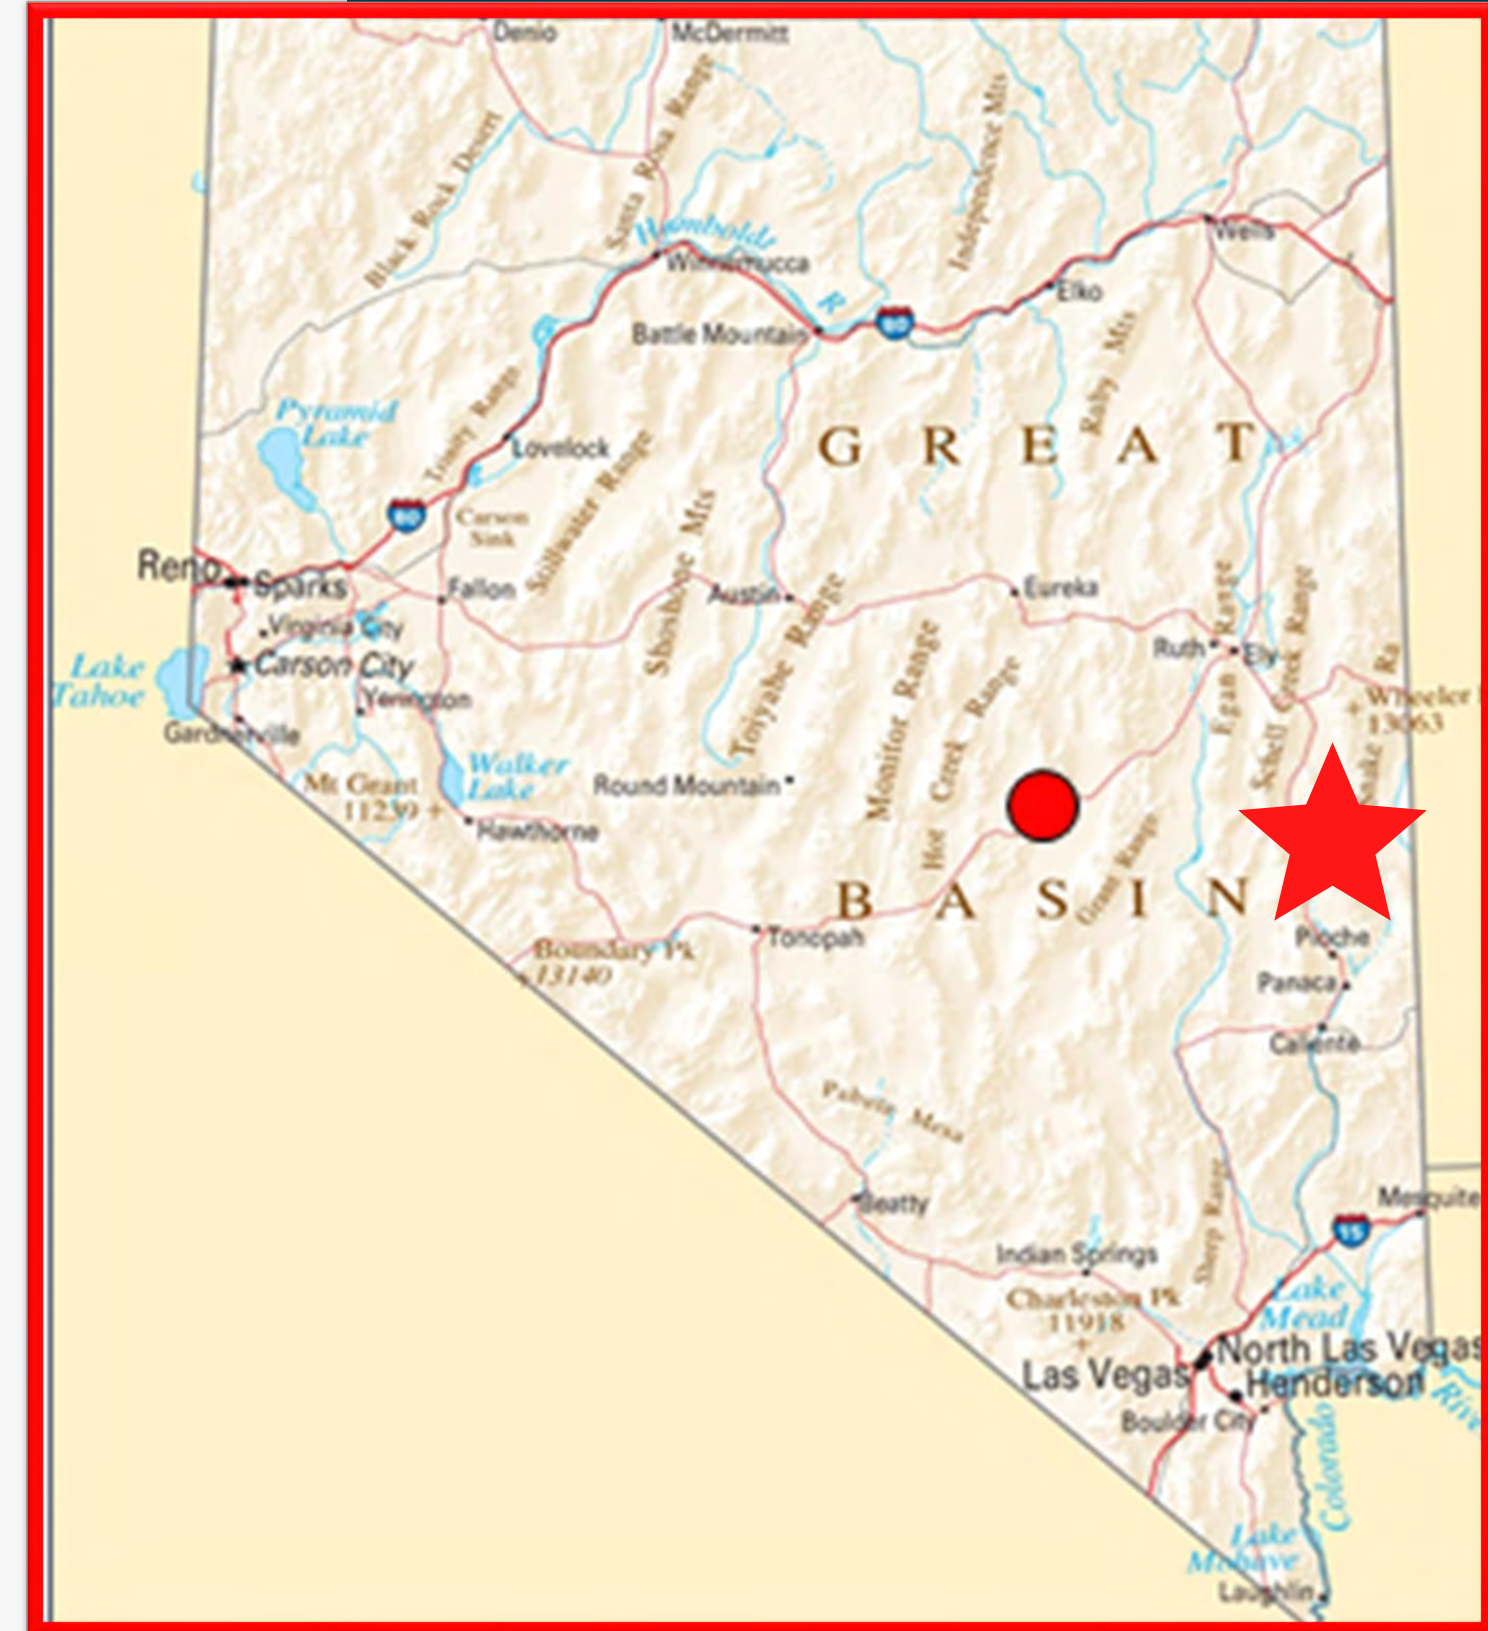 Denio
McDermitt
Black Rock Desert
Santa Rosa Range
Independence Mts
Humboldt
R
Winnemucca
Wells
Elko
Battle Mountain
80
Ruby Mts
Pyramid
Lake
Trinity Range
Lovelock
GREAT
80
Carson
Sink
Stillwater Range
Shoshone Mts
Reno
Sparks
Fallon
Austin
Eureka
Toiyabe Range
Virginia City
Carson City
Lake
Tahoe
Yerington
Gardnerville
Monitor Range
Hot Creek Range
Ruth
Ely
Egan Range
Schell Creek Range
Ra
Wheeler
13063
Snake
Walker
Lake
Round Mountain
Mt Grant
11239
Hawthorne
Grant Range
BASIN
Tonopah
Boundary Pk
13140
Pioche
Panaca
Caliente
Pahute Mesa
Beatty
Sheep Range
Mesquite
15
Indian Springs
Charleston Pk
11918
Lake
Mead
North Las Vegas
Las Vegas
Henderson
Boulder City
Colorado
Rive
Lake
Mohave
Laughlin